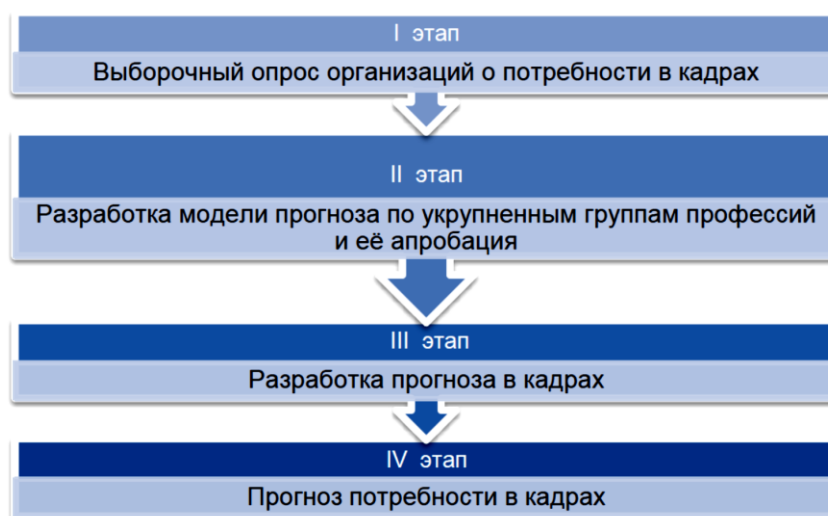 I этап
Выборочный опрос организаций о потребности в кадрах
II этап
Разработка модели прогноза по укрупненным группам профессий
и её апробация
III этап
Разработка прогноза в кадрах
IV этап
Прогноз потребности в кадрах